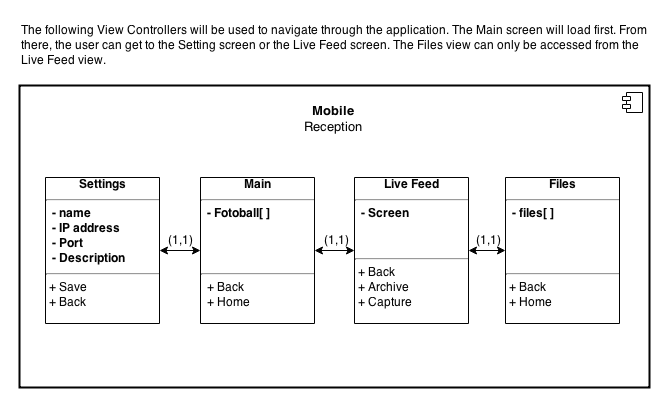 The following View Controllers will be used to navigate through the application. The Main screen will load first. From
there, the user can get to the Setting screen or the Live Feed screen. The Files view can only be accessed from the
Live Feed view.
Mobile
Reception
Settings
- name
- IP address
- Port
- Description
+ Save
+ Back
(1,1)
Main
- Fotoball[ ]
+ Back
+ Home
(1,1)
Live Feed
- Screen
+ Back
+ Archive
+ Capture
(1,1)
Files
- files[ ]
+ Back
+ Home